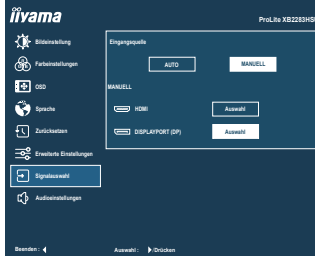 iiyama
ProLite XB2283HSU
Bildeinstellung
Eingangsquelle
Farbeinstellungen
AUTO
MANUELL
OSD
MANUELL
Sprache
HDMI
Auswahl
Zurücksetzen
DISPLAYPORT (DP)
Auswahl
Erweiterte Einstellungen
Signalauswahl
Audioeinstellungen
Beenden :
Auswahl :
/Drücken